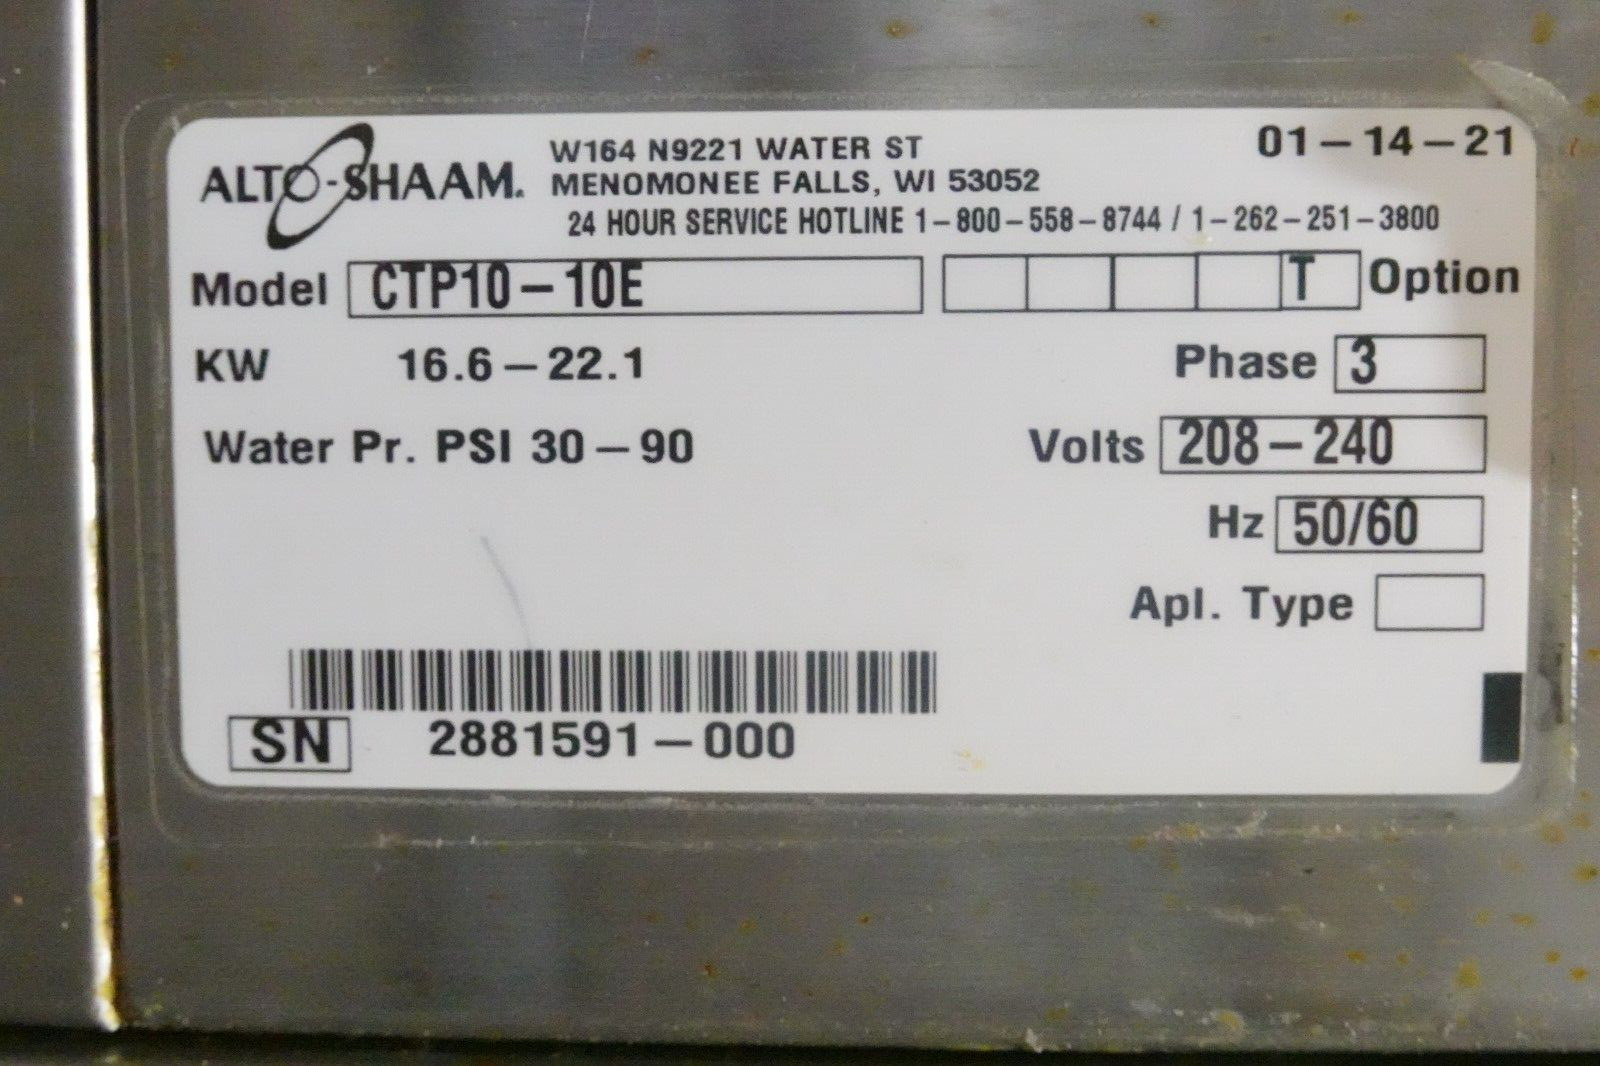 ALTO-SHAAM.
W164 N9221 WATER ST
01-14-21
MENOMONEE FALLS, WI 53052
24 HOUR SERVICE HOTLINE 1-800-558-8744 / 1-262-251-3800
Model CTP10-10E T Option
KW 16.6-22.1 Phase 3
Water Pr. PSI 30-90 Volts 208-240
Hz 50/60
Apl. Type
SN 2881591-000